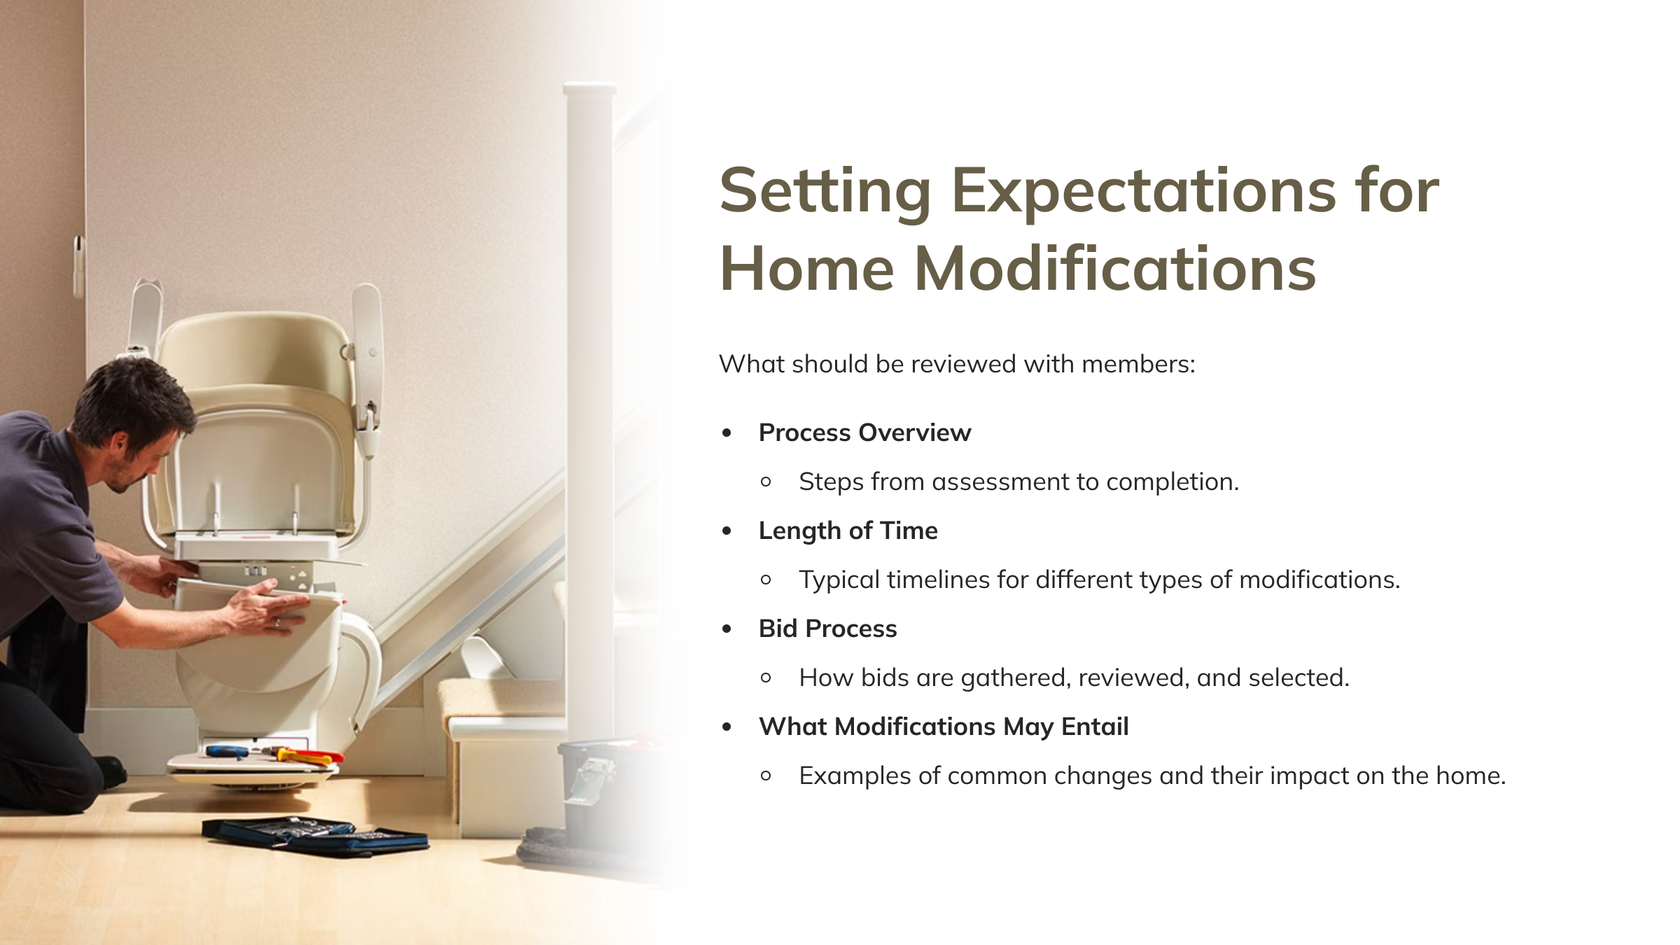 Setting Expectations for
Home Modifications
What should be reviewed with members:
• Process Overview
○ Steps from assessment to completion.
• Length of Time
○ Typical timelines for different types of modifications.
• Bid Process
○ How bids are gathered, reviewed, and selected.
• What Modifications May Entail
○ Examples of common changes and their impact on the home.